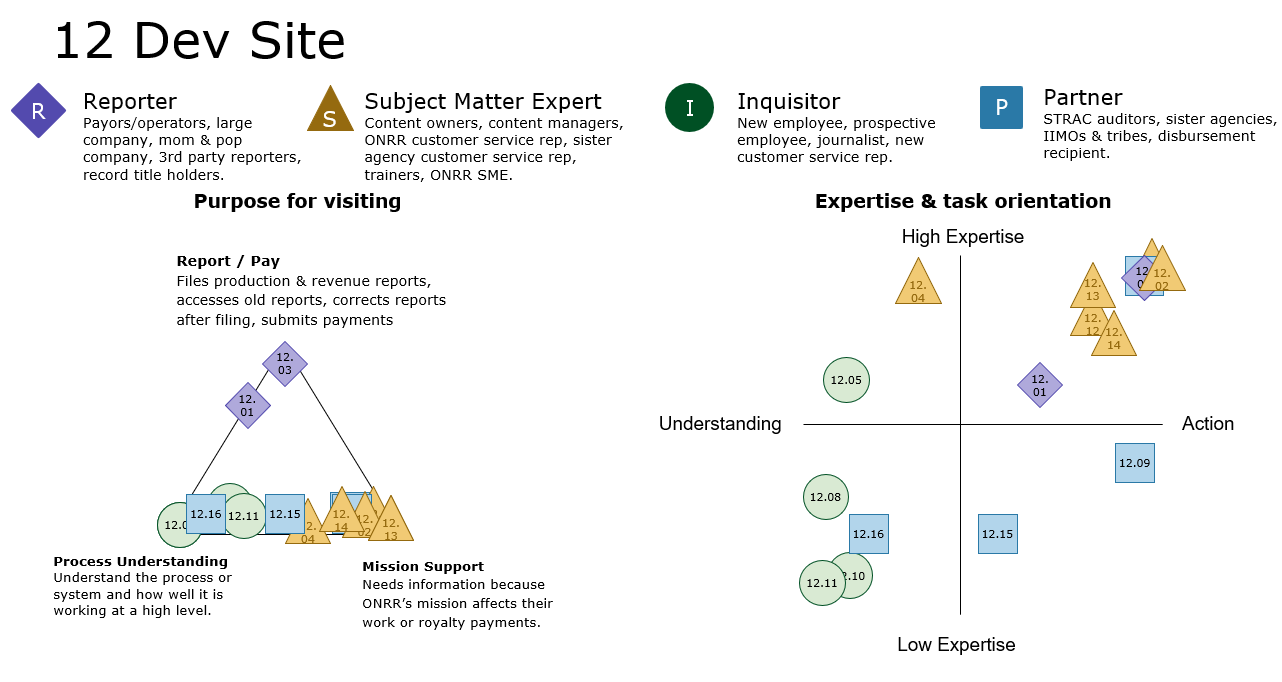 12 Dev Site
R
Reporter
Payors/operators, large
company, mom & pop
company, 3rd party reporters,
record title holders.
S
Subject Matter Expert
Content owners, content managers,
ONRR customer service rep, sister
agency customer service rep,
trainers, ONRR SME.
I
Inquisitor
New employee, prospective
employee, journalist, new
customer service rep.
P
Partner
STRAC auditors, sister agencies,
IIMOs & tribes, disbursement
recipient.
Purpose for visiting
Report / Pay
Files production & revenue reports,
accesses old reports, corrects reports
after filing, submits payments
12.
03
12.
01
12.16
12.11
12.15
04
12.
14
02
12.
13
Process Understanding
Understand the process or
system and how well it is
working at a high level.
Mission Support
Needs information because
ONRR’s mission affects their
work or royalty payments.
Expertise & task orientation
High Expertise
12.
04
12.
13
12.
12
12.
14
12.
02
12.05
12.
01
Understanding
Action
12.09
12.08
12.16
12.15
12.11
Low Expertise